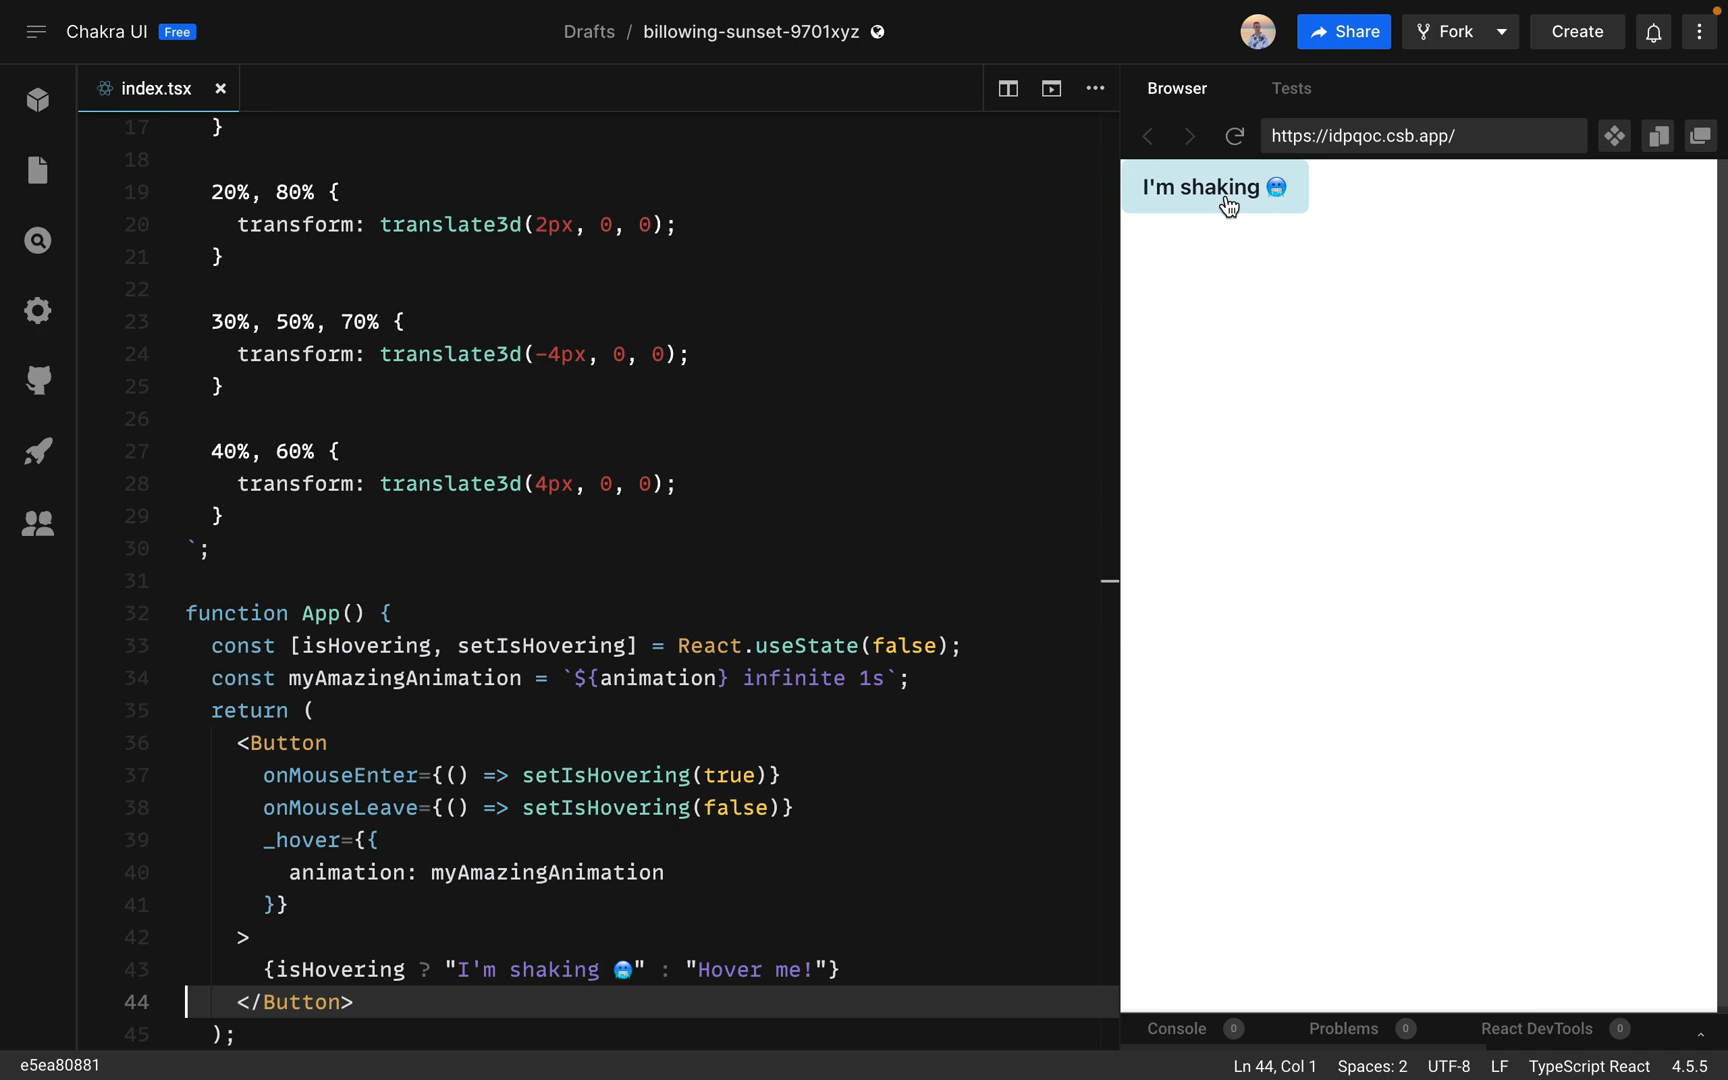 Chakra UI Free
Drafts / billowing-sunset-9701xyz
Share
Fork
Create
index.tsx
Browser
Tests
https://idpqoc.csb.app/
I'm shaking 🥶
17 }
18
19 20%, 80% {
20 transform: translate3d(2px, 0, 0);
21 }
22
23 30%, 50%, 70% {
24 transform: translate3d(-4px, 0, 0);
25 }
26
27 40%, 60% {
28 transform: translate3d(4px, 0, 0);
29 }
30 `;
31
32 function App() {
33 const [isHovering, setIsHovering] = React.useState(false);
34 const myAmazingAnimation = `${animation} infinite 1s`;
35 return (
36 <Button
37 onMouseEnter={() => setIsHovering(true)}
38 onMouseLeave={() => setIsHovering(false)}
39 _hover={{
40 animation: myAmazingAnimation
41 }}
42 >
43 {isHovering ? "I'm shaking 🥶" : "Hover me!"}
44 </Button>
45 );
Console 0
Problems 0
React DevTools 0
e5ea80881
Ln 44, Col 1
Spaces: 2
UTF-8
LF
TypeScript React
4.5.5